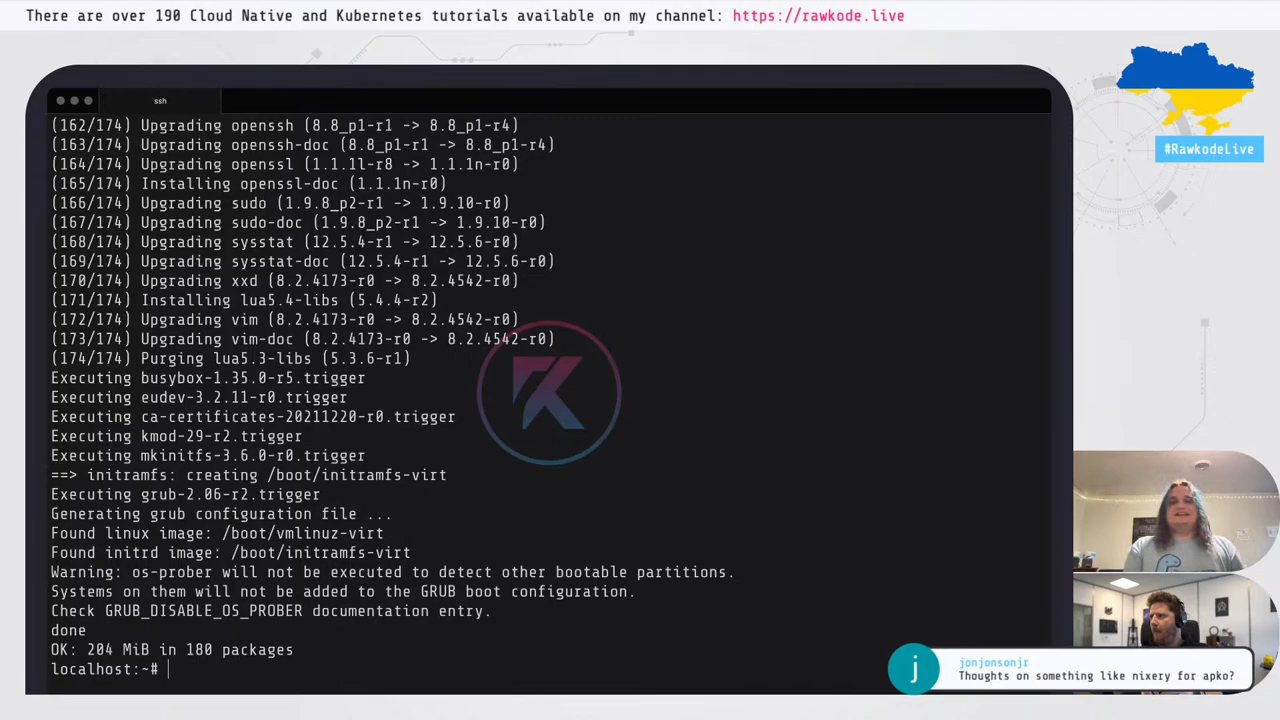 There are over 190 Cloud Native and Kubernetes tutorials available on my channel: https://rawkode.live
ssh
(162/174) Upgrading openssh (8.8_p1-r1 -> 8.8_p1-r4)
(163/174) Upgrading openssh-doc (8.8_p1-r1 -> 8.8_p1-r4)
(164/174) Upgrading openssl (1.1.1l-r8 -> 1.1.1n-r0)
(165/174) Installing openssl-doc (1.1.1n-r0)
(166/174) Upgrading sudo (1.9.8_p2-r1 -> 1.9.10-r0)
(167/174) Upgrading sudo-doc (1.9.8_p2-r1 -> 1.9.10-r0)
(168/174) Upgrading sysstat (12.5.4-r1 -> 12.5.6-r0)
(169/174) Upgrading sysstat-doc (12.5.4-r1 -> 12.5.6-r0)
(170/174) Upgrading xxd (8.2.4173-r0 -> 8.2.4542-r0)
(171/174) Installing lua5.4-libs (5.4.4-r2)
(172/174) Upgrading vim (8.2.4173-r0 -> 8.2.4542-r0)
(173/174) Upgrading vim-doc (8.2.4173-r0 -> 8.2.4542-r0)
(174/174) Purging lua5.3-libs (5.3.6-r1)
Executing busybox-1.35.0-r5.trigger
Executing eudev-3.2.11-r0.trigger
Executing ca-certificates-20211220-r0.trigger
Executing kmod-29-r2.trigger
Executing mkinitfs-3.6.0-r0.trigger
==> initramfs: creating /boot/initramfs-virt
Executing grub-2.06-r2.trigger
Generating grub configuration file ...
Found linux image: /boot/vmlinuz-virt
Found initrd image: /boot/initramfs-virt
Warning: os-prober will not be executed to detect other bootable partitions.
Systems on them will not be added to the GRUB boot configuration.
Check GRUB_DISABLE_OS_PROBER documentation entry.
done
OK: 204 MiB in 180 packages
localhost:~#
#RawkodeLive
j
jonjonsonjr
Thoughts on something like nixery for apko?